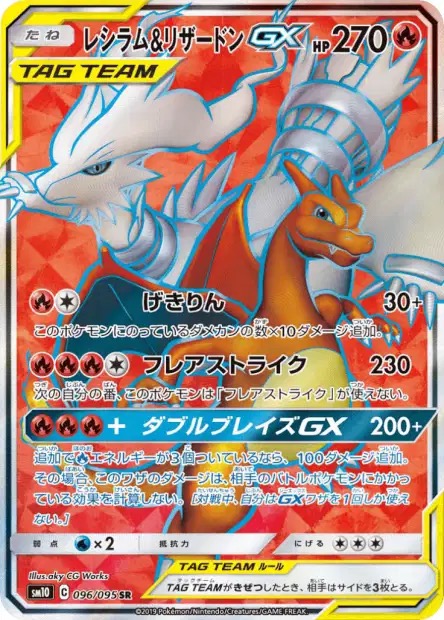 たね レシラム&リザードンGX HP270
TAG TEAM
げきりん 30+
このポケモンにのっているダメカンの数×10ダメージ追加。
フレアストライク 230
次の自分の番、このポケモンは「フレアストライク」が使えない。
+ ダブルブレイズGX 200+
追加で エネルギーが3個ついているなら、100ダメージ追加。
その場合、このワザのダメージは、相手のバトルポケモンにかかっ
ている効果を計算しない。[対戦中、自分はGXワザを1回しか使え
ない。]
弱点 ×2 抵抗力 にげる
Illus.aky CG Works
TAG TEAM ルール
sm10 C 096/095 SR
TAG TEAMがきぜつしたとき、相手はサイドを3枚とる。
©2019 Pokémon/Nintendo/Creatures/GAME FREAK.